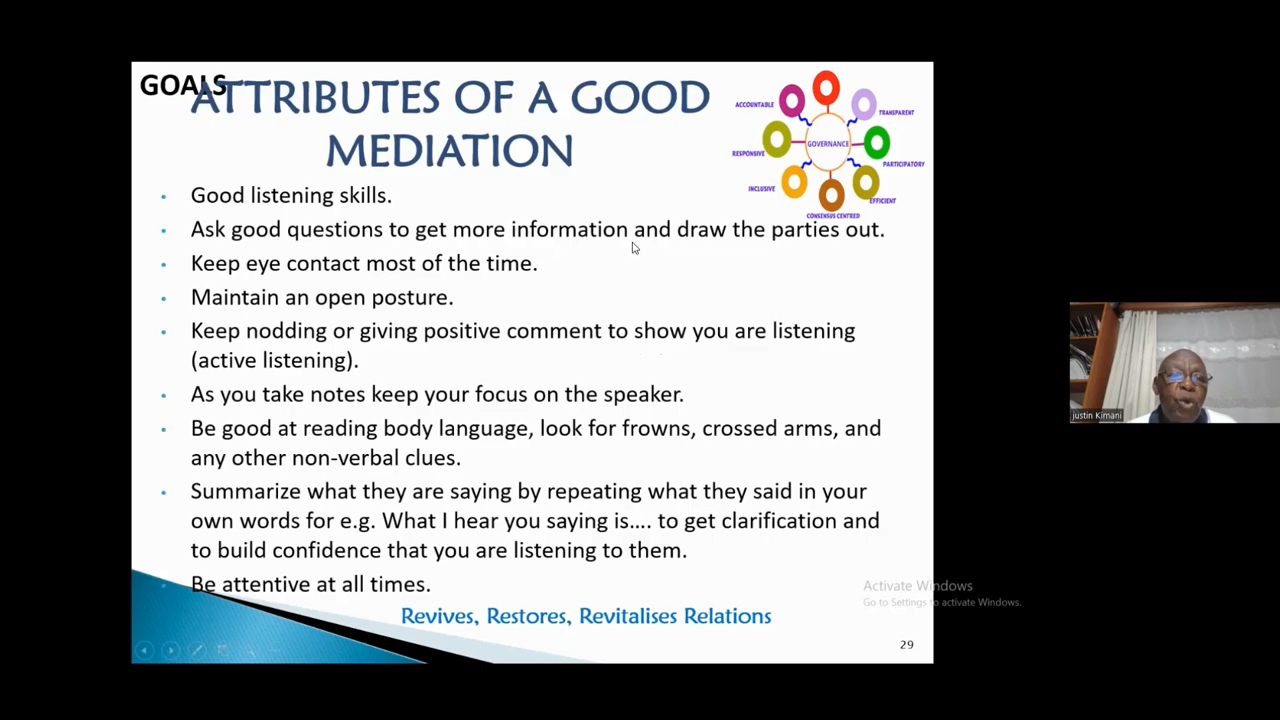 GOALS
ATTRIBUTES OF A GOOD
MEDIATION
ACCOUNTABLE
TRANSPARENT
GOVERNANCE
RESPONSIVE
PARTICIPATORY
INCLUSIVE
EFFICIENT
CONSENSUS CENTRED
• Good listening skills.
• Ask good questions to get more information and draw the parties out.
• Keep eye contact most of the time.
• Maintain an open posture.
• Keep nodding or giving positive comment to show you are listening
(active listening).
• As you take notes keep your focus on the speaker.
• Be good at reading body language, look for frowns, crossed arms, and
any other non-verbal clues.
• Summarize what they are saying by repeating what they said in your
own words for e.g. What I hear you saying is.... to get clarification and
to build confidence that you are listening to them.
• Be attentive at all times.
Revives, Restores, Revitalises Relations
29
Activate Windows
Go to Settings to activate Windows.
justin Kimani